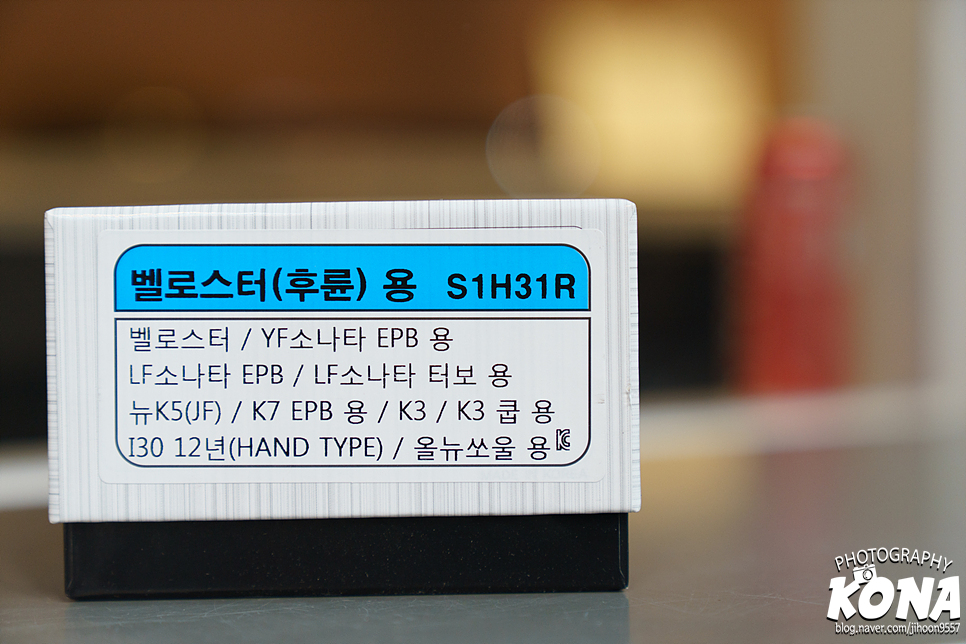 벨로스터(후륜) 용 S1H31R
벨로스터 / YF소나타 EPB 용
LF소나타 EPB / LF소나타 터보 용
뉴K5(JF) / K7 EPB 용 / K3 / K3 쿱 용
I30 12년(HAND TYPE) / 올뉴쏘울 용
PHOTOGRAPHY
KONA
blog.naver.com/jihoon9557